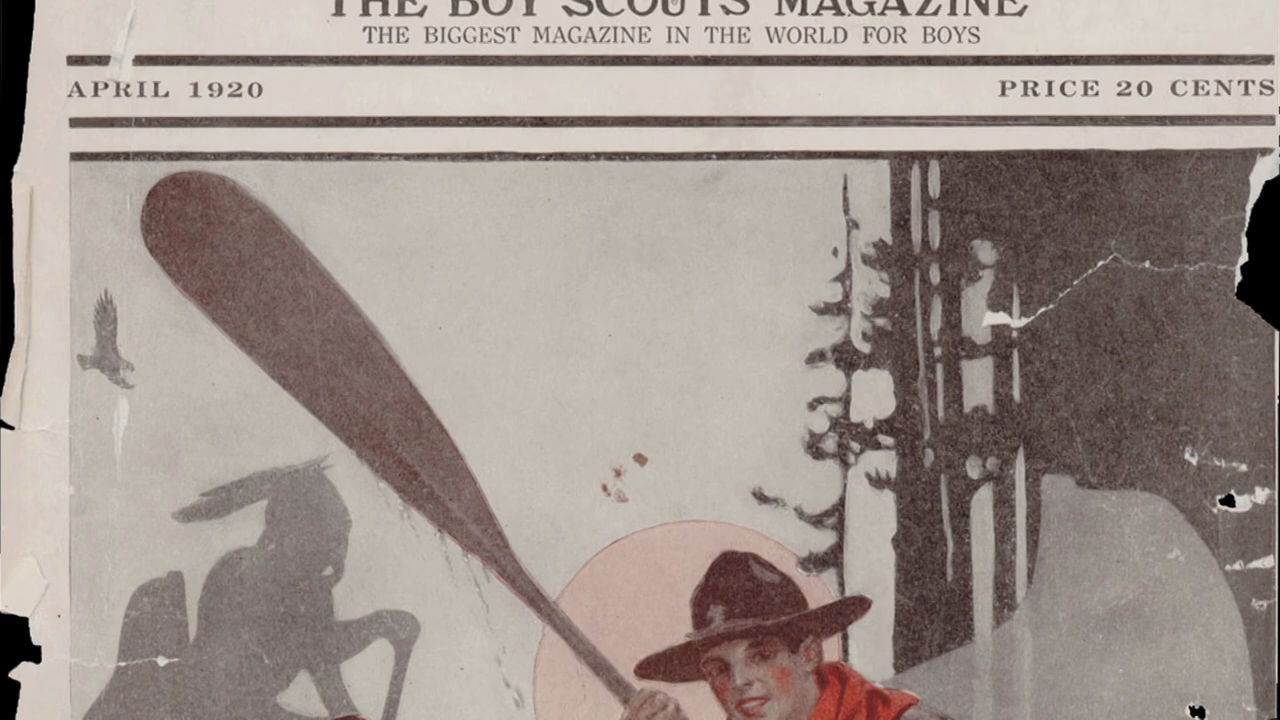 THE BOY SCOUTS MAGAZINE
THE BIGGEST MAGAZINE IN THE WORLD FOR BOYS
APRIL 1920
PRICE 20 CENTS